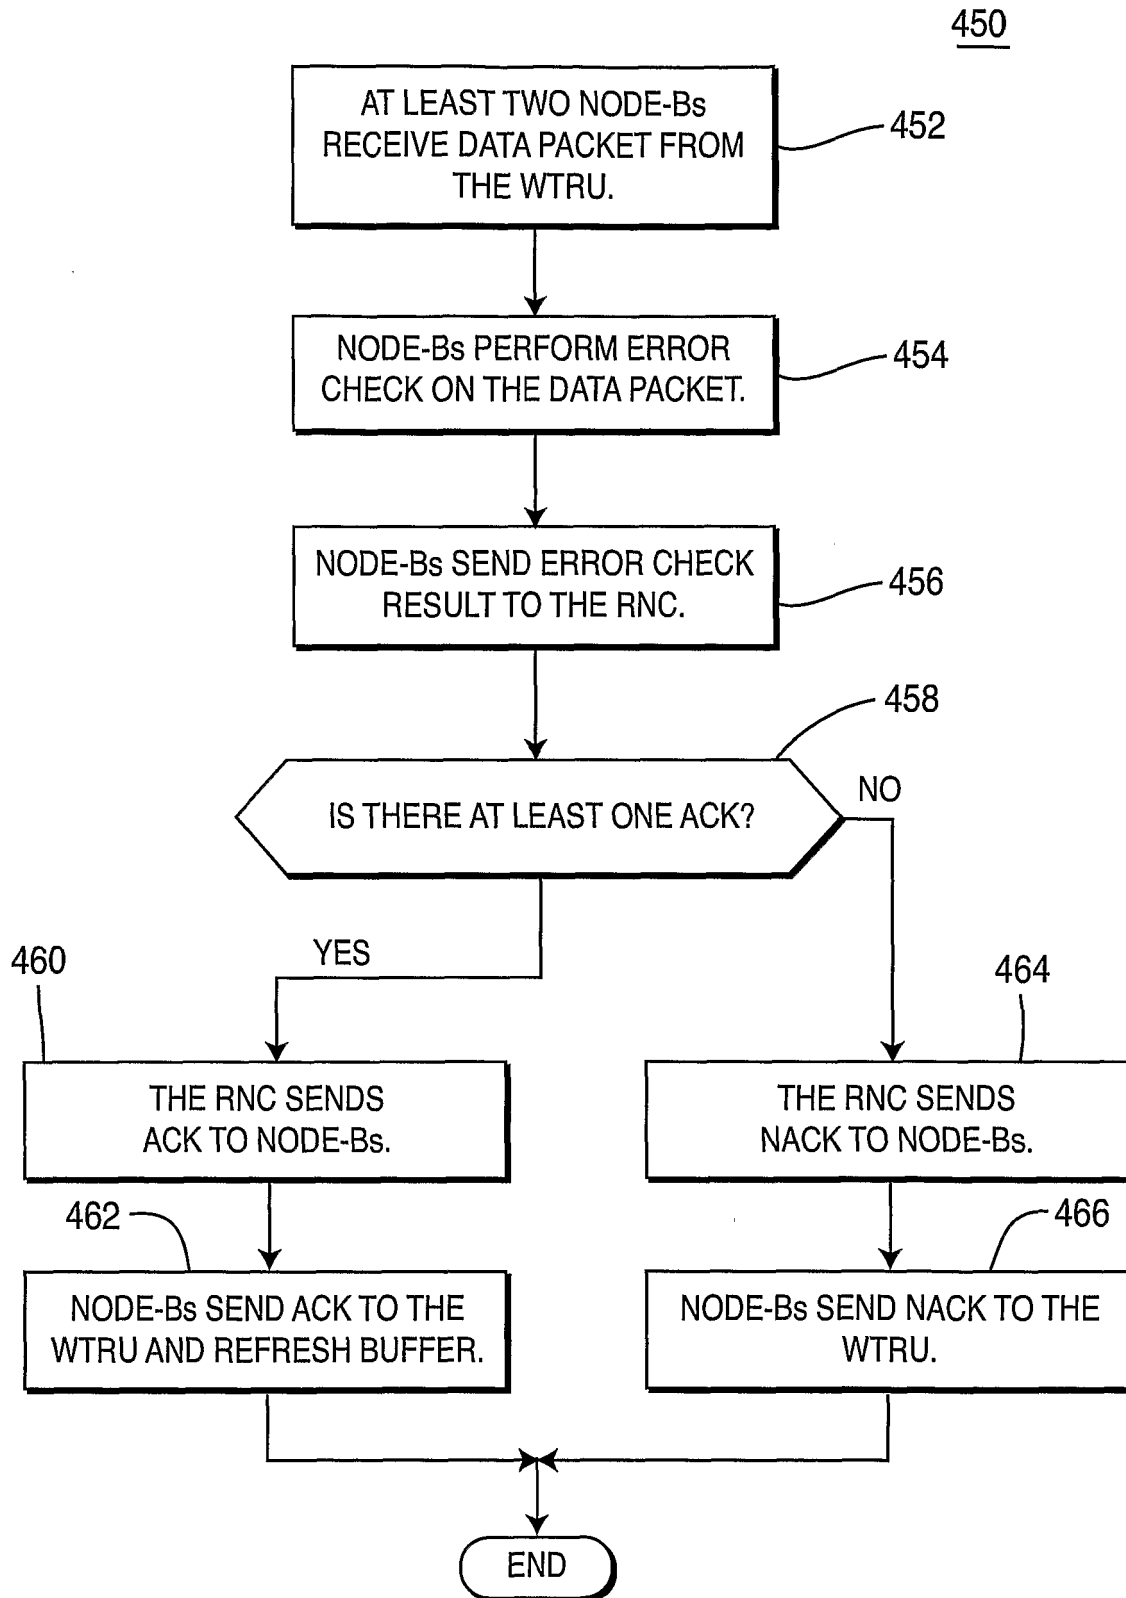 450
AT LEAST TWO NODE-Bs
RECEIVE DATA PACKET FROM
THE WTRU.
452
NODE-Bs PERFORM ERROR
CHECK ON THE DATA PACKET.
454
NODE-Bs SEND ERROR CHECK
RESULT TO THE RNC.
456
458
IS THERE AT LEAST ONE ACK?
NO
YES
460
464
THE RNC SENDS
ACK TO NODE-Bs.
THE RNC SENDS
NACK TO NODE-Bs.
462
466
NODE-Bs SEND ACK TO THE
WTRU AND REFRESH BUFFER.
NODE-Bs SEND NACK TO THE
WTRU.
END